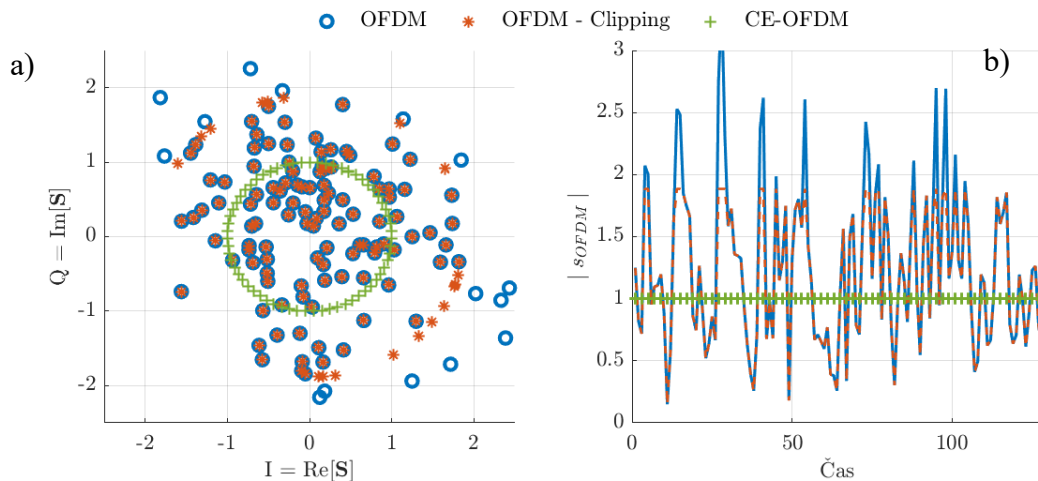 OFDM OFDM - Clipping CE-OFDM
a)
2
1
0
-1
-2
-2 -1 0 1 2
Q = Im[S]
I = Re[S]
b)
3
2.5
2
1.5
1
0.5
0
0 50 100
| s_OFDM |
Čas